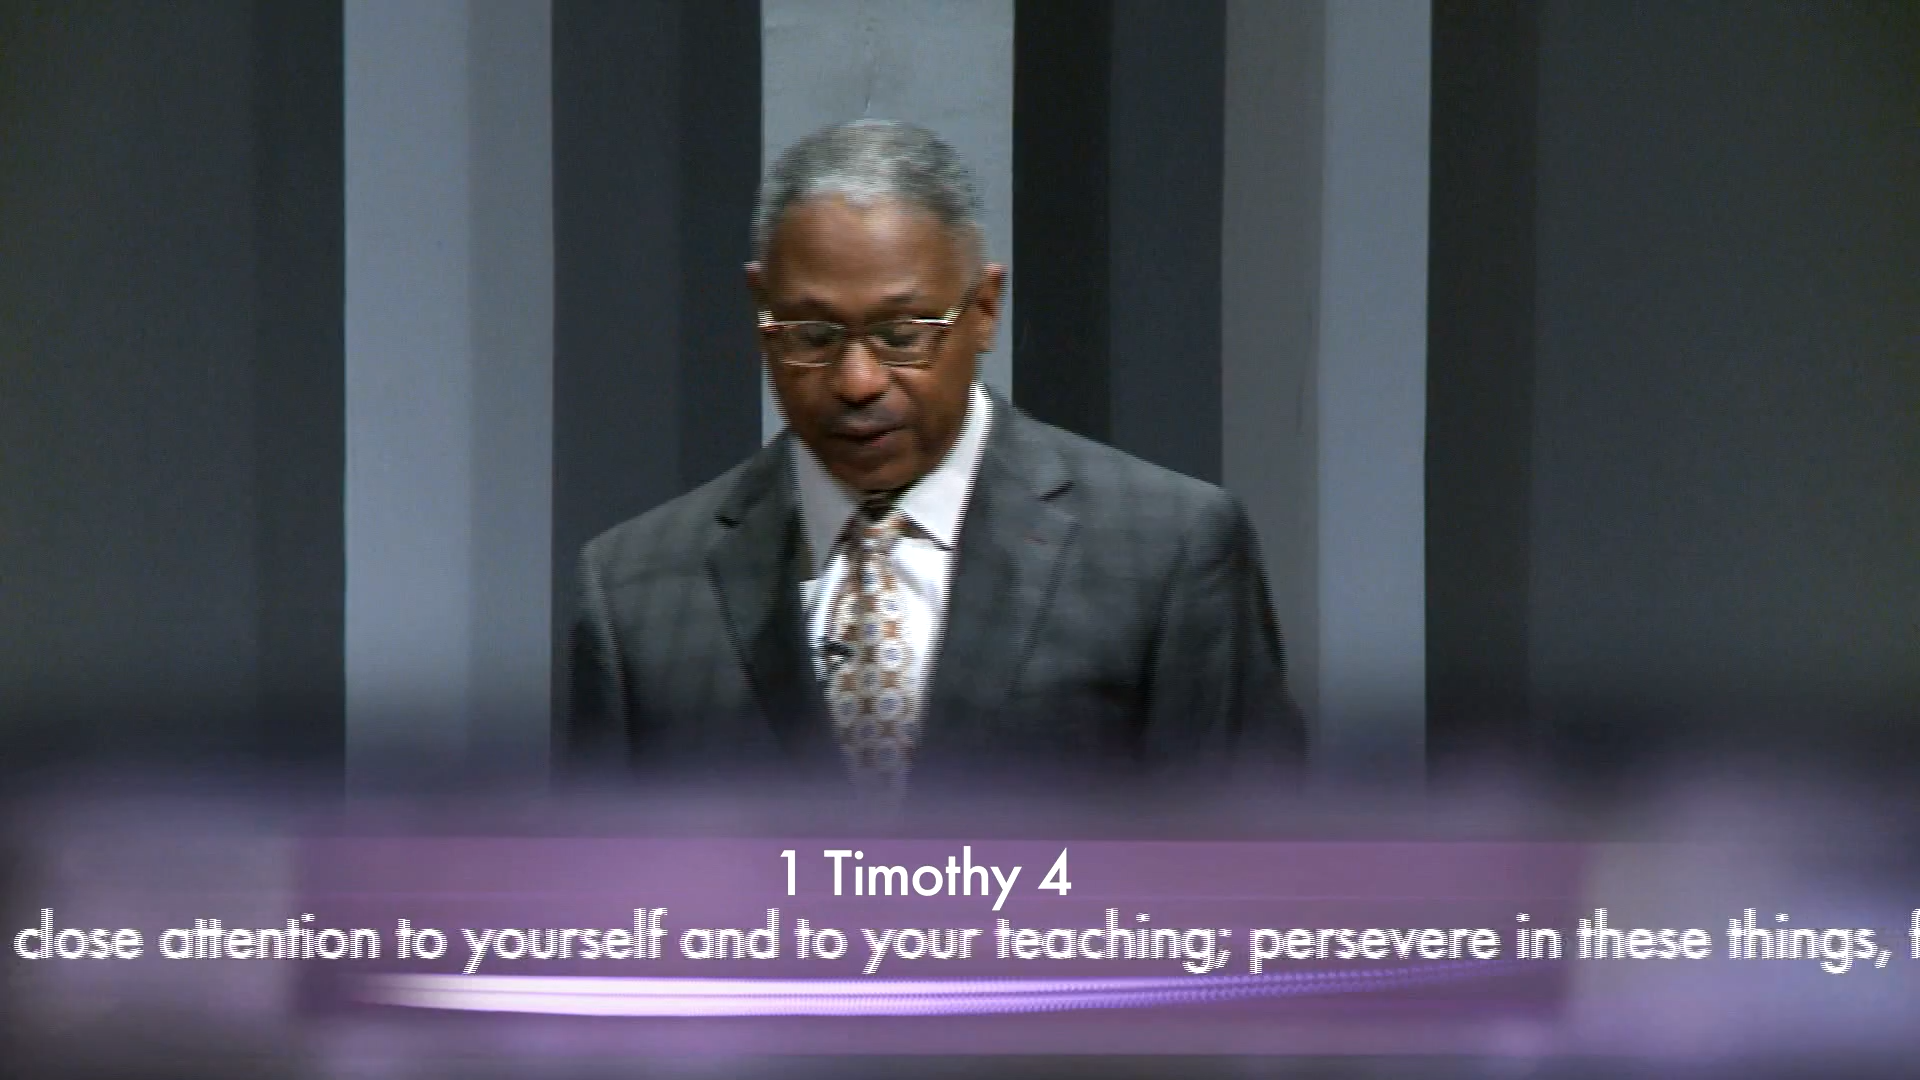 1 Timothy 4
close attention to yourself and to your teaching; persevere in these things,